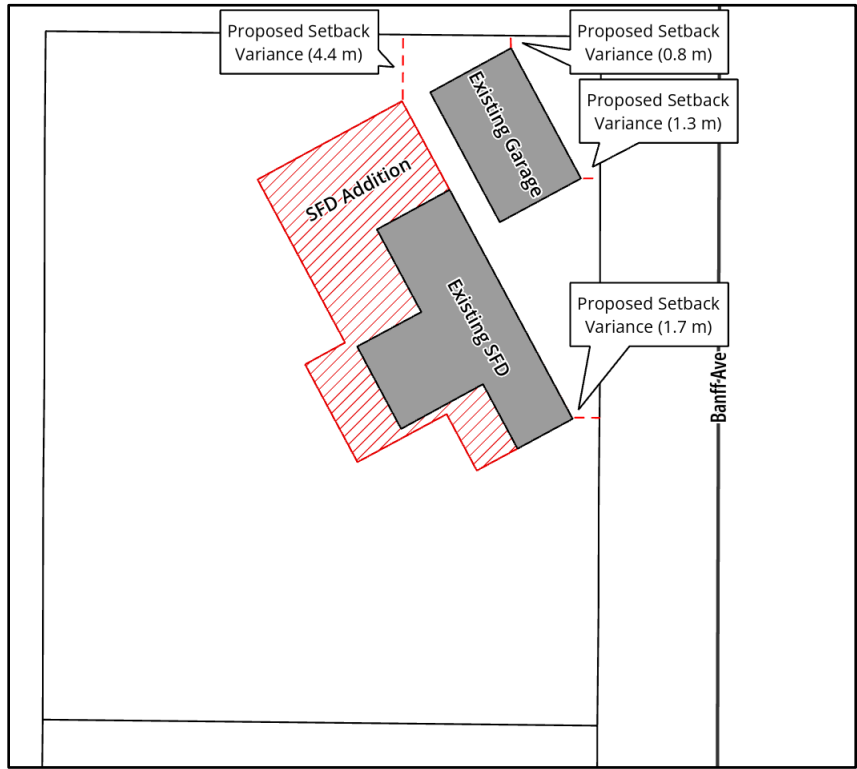 Proposed Setback
Variance (4.4 m)
Proposed Setback
Variance (0.8 m)
Proposed Setback
Variance (1.3 m)
Existing Garage
SFD Addition
Existing SFD
Proposed Setback
Variance (1.7 m)
Banff Ave